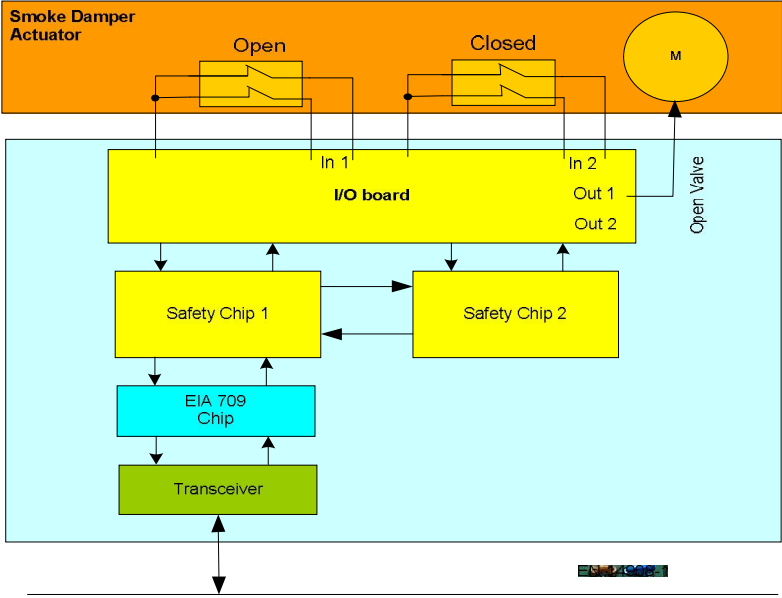 Smoke Damper
Actuator
Open
Closed
M
In 1
In 2
I/O board
Out 1
Out 2
Open Valve
Safety Chip 1
Safety Chip 2
EIA 709
Chip
Transceiver